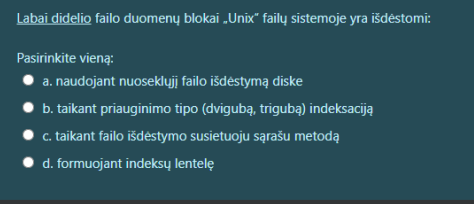 Labai didelio failo duomenų blokai „Unix“ failų sistemoje yra išdėstomi:
Pasirinkite vieną:
a. naudojant nuoseklųjį failo išdėstymą diske
b. taikant priauginimo tipo (dvigubą, trigubą) indeksaciją
c. taikant failo išdėstymo susietuoju sąrašu metodą
d. formuojant indeksų lentelę